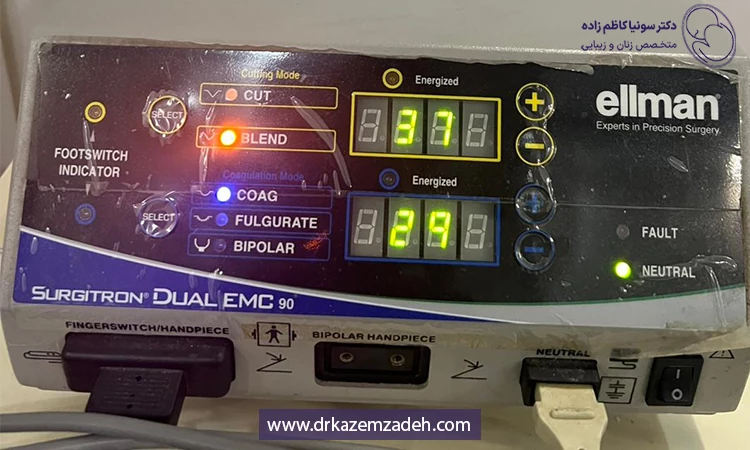 دکتر سونیا کاظم زاده
متخصص زنان و زیبایی
Cutting Mode
CUT
BLEND
SELECT
FOOTSWITCH
INDICATOR
Energized
37
+
-
ellman®
Experts in Precision Surgery.
Coagulation Mode
COAG
FULGURATE
BIPOLAR
SELECT
Energized
29
+
-
FAULT
NEUTRAL
SURGITRON® DUAL EMC 90
FINGERSWITCH/HANDPIECE
BIPOLAR HANDPIECE
NEUTRAL
I
O
www.drkazemzadeh.com